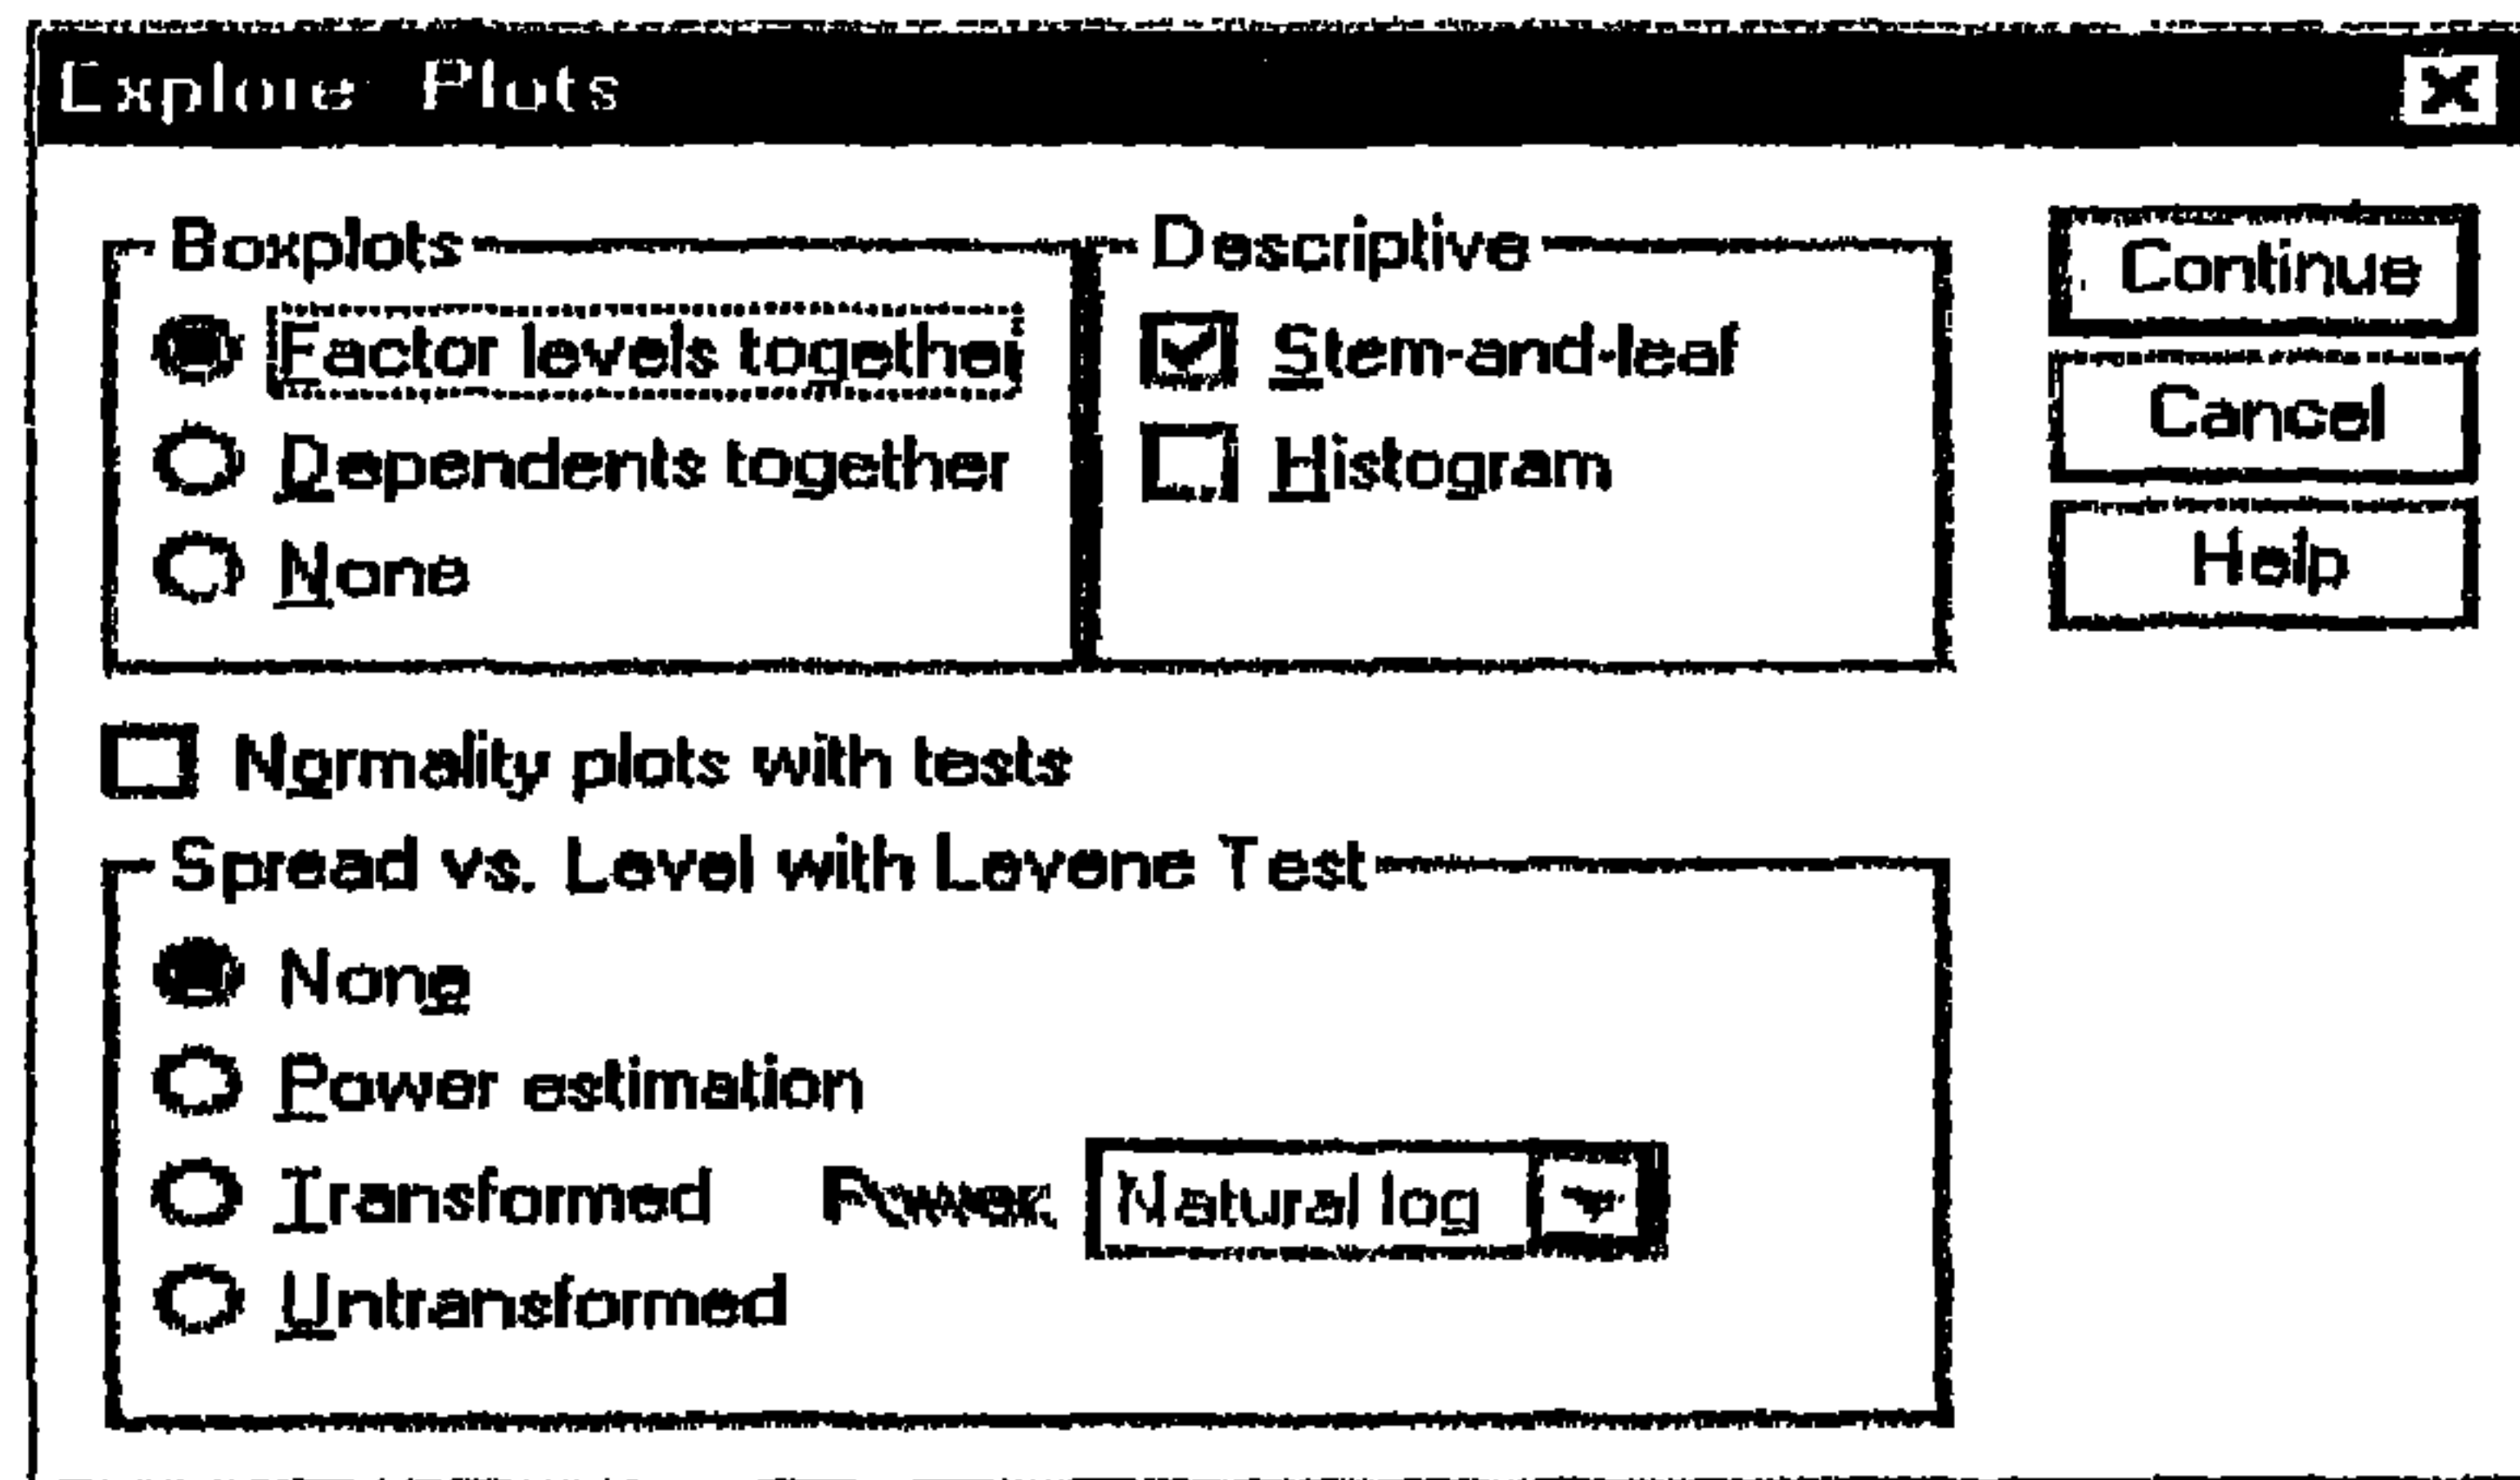 Explore Plots
Boxplots
Factor levels together
Dependents together
None
Descriptive
Stem-and-leaf
Histogram
Continue
Cancel
Help
Normality plots with tests
Spread vs. Level with Levene Test
None
Power estimation
Transformed Power: Natural log
Untransformed